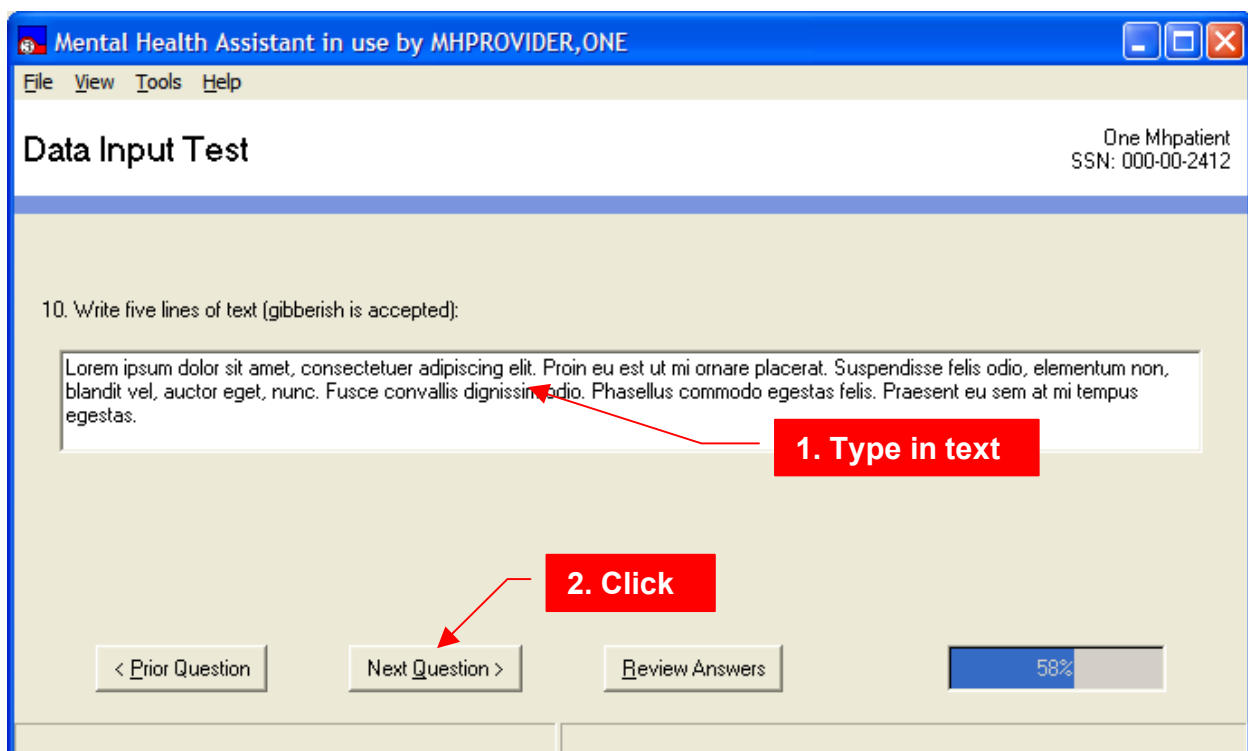 Mental Health Assistant in use by MHPROVIDER,ONE
File View Tools Help
Data Input Test
One Mhpatient
SSN: 000-00-2412
10. Write five lines of text (gibberish is accepted):
Lorem ipsum dolor sit amet, consectetuer adipiscing elit. Proin eu est ut mi ornare placerat. Suspendisse felis odio, elementum non,
blandit vel, auctor eget, nunc. Fusce convallis dignissim odio. Phasellus commodo egestas felis. Praesent eu sem at mi tempus
egestas.
1. Type in text
2. Click
< Prior Question
Next Question >
Review Answers
58%